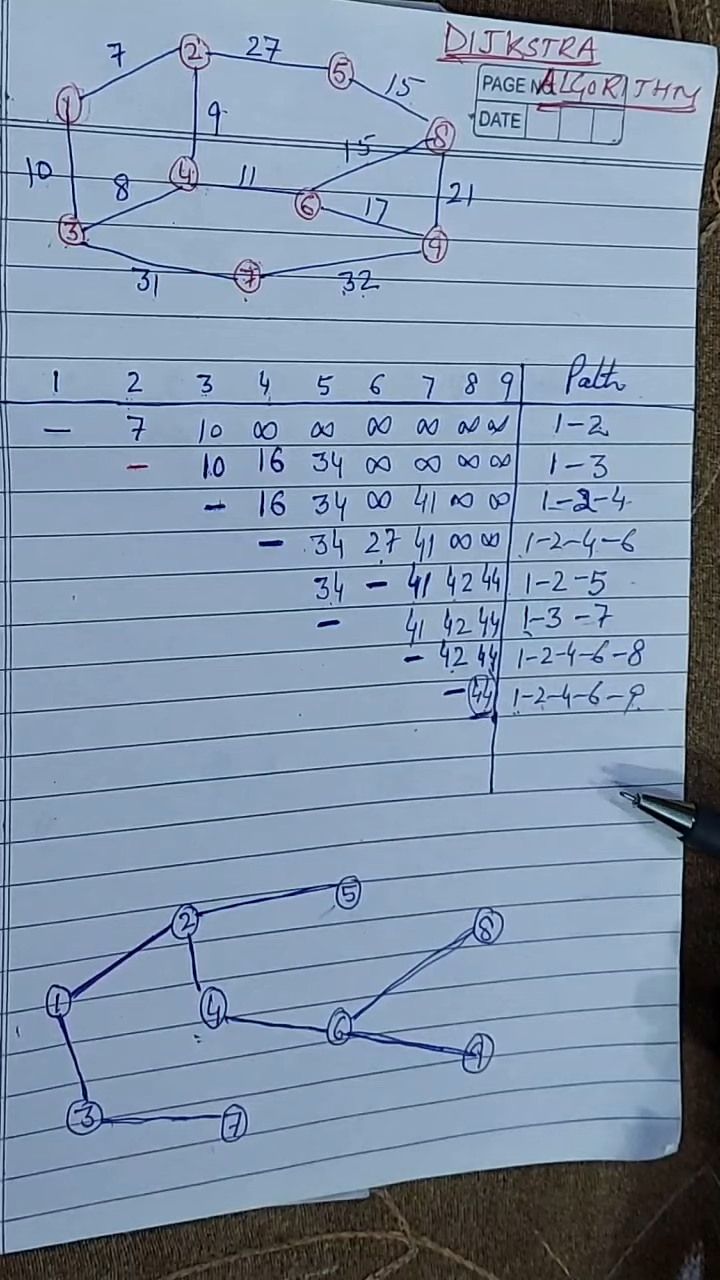 DIJKSTRA
ALGORITHM
PAGE NO
DATE
7
27
15
9
10
8
11
15
17
21
31
32
1
2
3
4
5
6
7
8
9
1 2 3 4 5 6 7 8 9 Path
- 7 10 ∞ ∞ ∞ ∞ ∞ ∞ 1-2
- 10 16 34 ∞ ∞ ∞ ∞ 1-3
- 16 34 ∞ 41 ∞ ∞ 1-2-4
- 34 27 41 ∞ ∞ 1-2-4-6
34 - 41 42 44 1-2-5
- 41 42 44 1-3-7
- 42 44 1-2-4-6-8
- 44 1-2-4-6-9
5
2
8
1
4
6
9
3
7